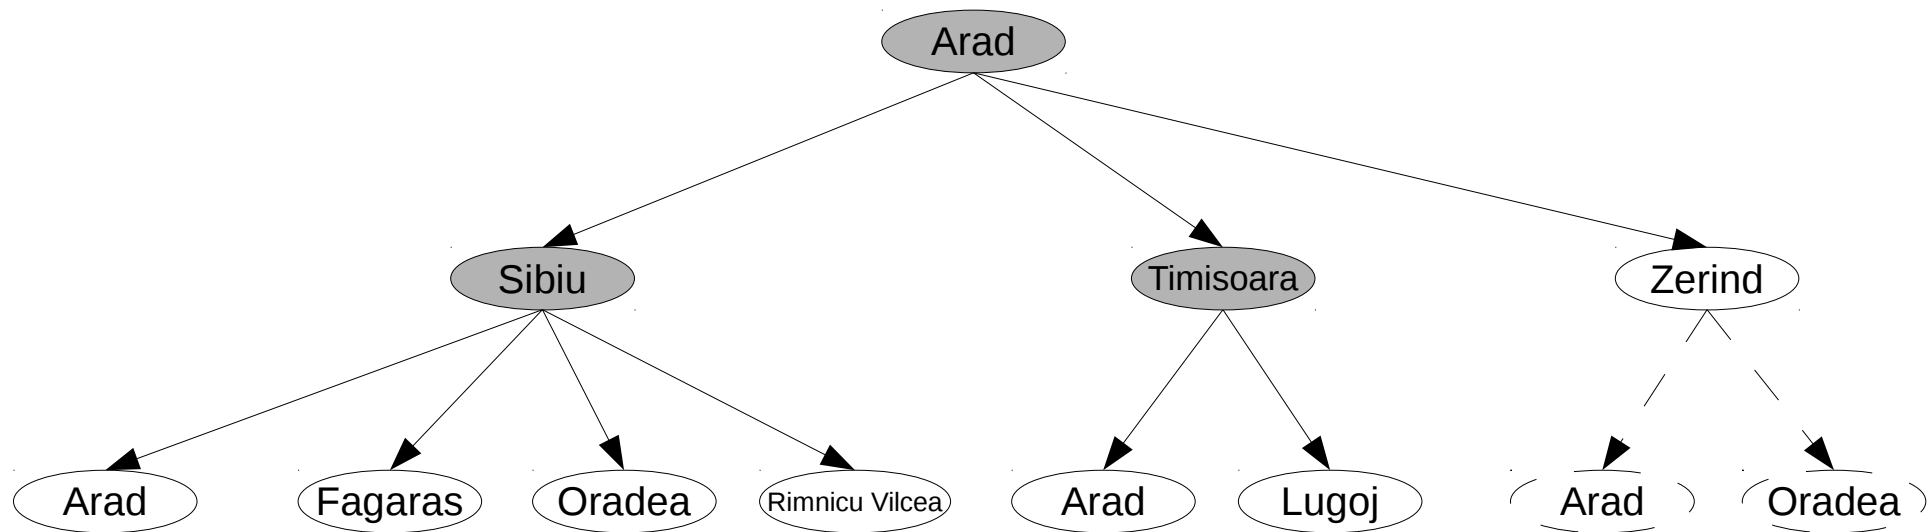 Arad
Sibiu
Timisoara
Zerind
Arad
Fagaras
Oradea
Rimnicu Vilcea
Arad
Lugoj
Arad
Oradea